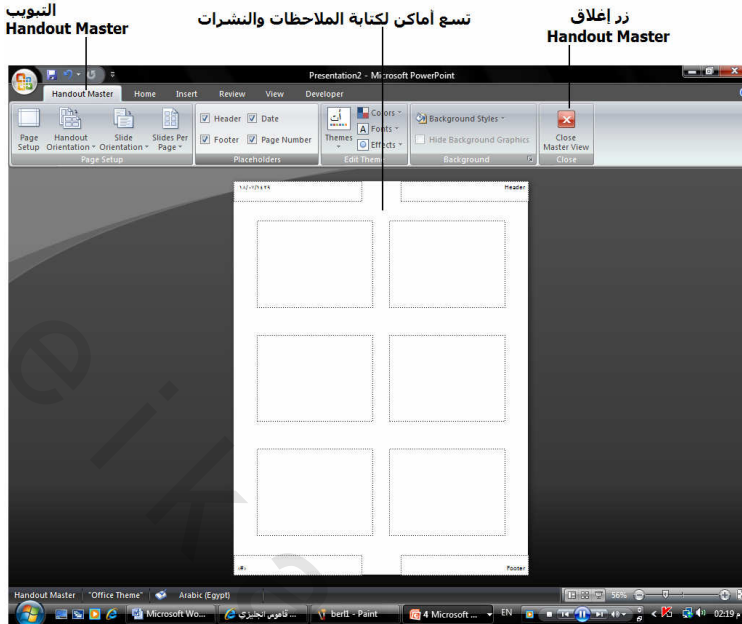 التبويب
Handout Master
تسع أماكن لكتابة الملاحظات والنشرات
زر إغلاق
Handout Master
Presentation2 - Microsoft PowerPoint
Handout Master Home Insert Review View Developer
Page Setup
Handout Orientation
Slide Orientation
Slides Per Page
Page Setup
Header Date
Footer Page Number
Placeholders
Themes
Colors
Fonts
Effects
Edit Theme
Background Styles
Hide Background Graphics
Background
Close Master View
Close
Header
Footer
Handout Master "Office Theme" Arabic (Egypt) 56%
Microsoft Wo... قاموس انجليزي ... berl1 - Paint 4 Microsoft ... EN 02:19 م